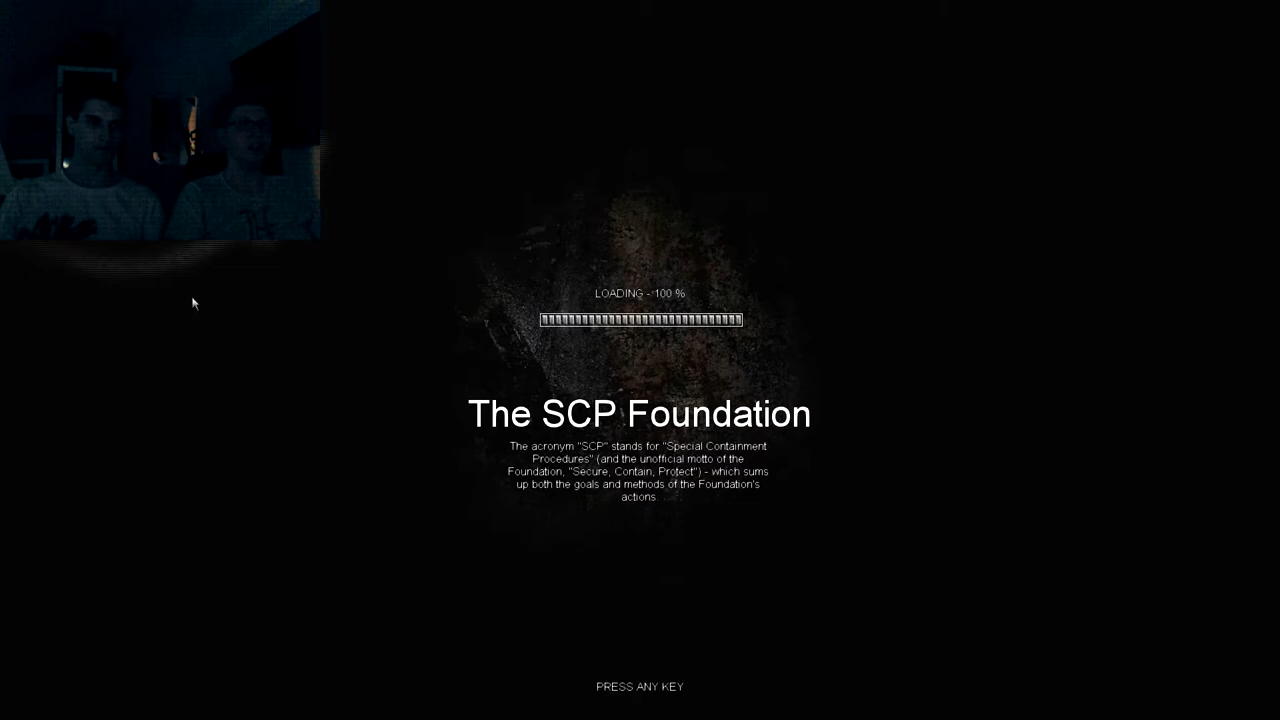 LOADING - 100 %
The SCP Foundation
The acronym "SCP" stands for "Special Containment
Procedures" (and the unofficial motto of the
Foundation, "Secure, Contain, Protect") - which sums
up both the goals and methods of the Foundation's
actions.
PRESS ANY KEY